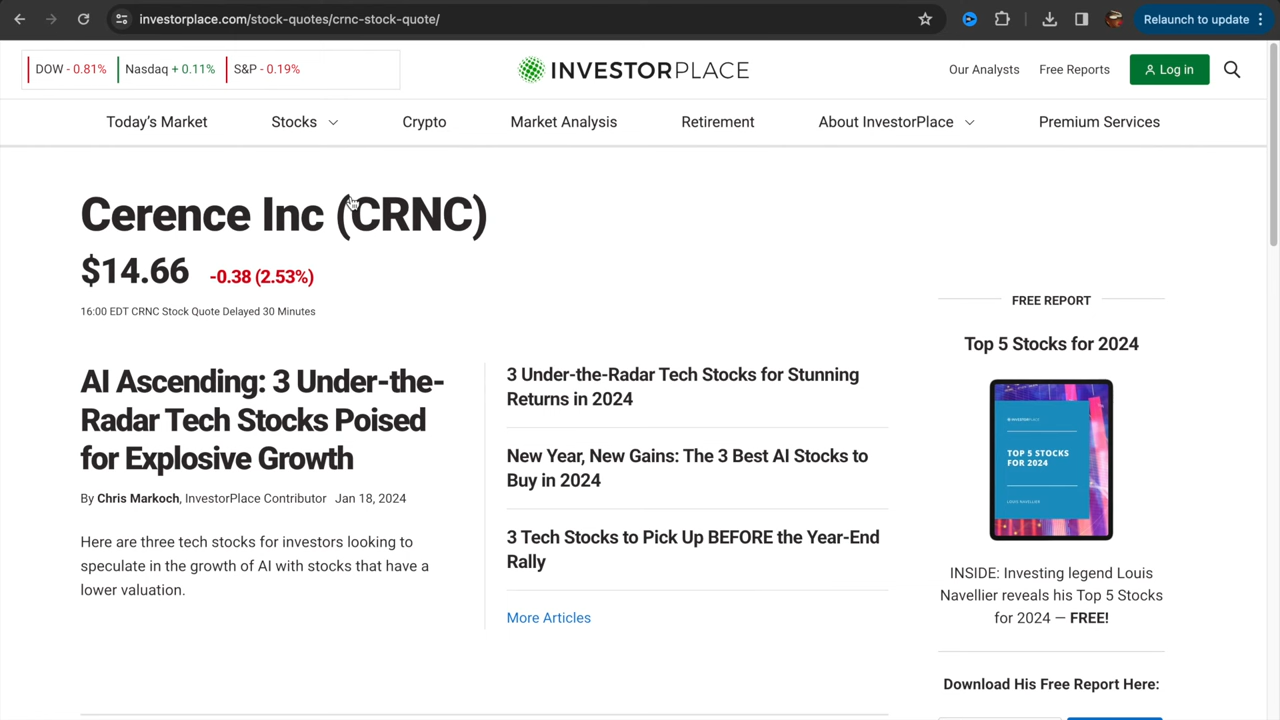 investorplace.com/stock-quotes/crnc-stock-quote/
Relaunch to update
DOW - 0.81%
Nasdaq + 0.11%
S&P - 0.19%
INVESTORPLACE
Our Analysts
Free Reports
Log in
Today's Market
Stocks
Crypto
Market Analysis
Retirement
About InvestorPlace
Premium Services
Cerence Inc (CRNC)
$14.66 -0.38 (2.53%)
16:00 EDT CRNC Stock Quote Delayed 30 Minutes
AI Ascending: 3 Under-the-
Radar Tech Stocks Poised
for Explosive Growth
By Chris Markoch, InvestorPlace Contributor Jan 18, 2024
Here are three tech stocks for investors looking to
speculate in the growth of AI with stocks that have a
lower valuation.
3 Under-the-Radar Tech Stocks for Stunning
Returns in 2024
New Year, New Gains: The 3 Best AI Stocks to
Buy in 2024
3 Tech Stocks to Pick Up BEFORE the Year-End
Rally
More Articles
FREE REPORT
Top 5 Stocks for 2024
INVESTORPLACE
TOP 5 STOCKS
FOR 2024
LOUIS NAVELLIER
INSIDE: Investing legend Louis
Navellier reveals his Top 5 Stocks
for 2024 — FREE!
Download His Free Report Here: